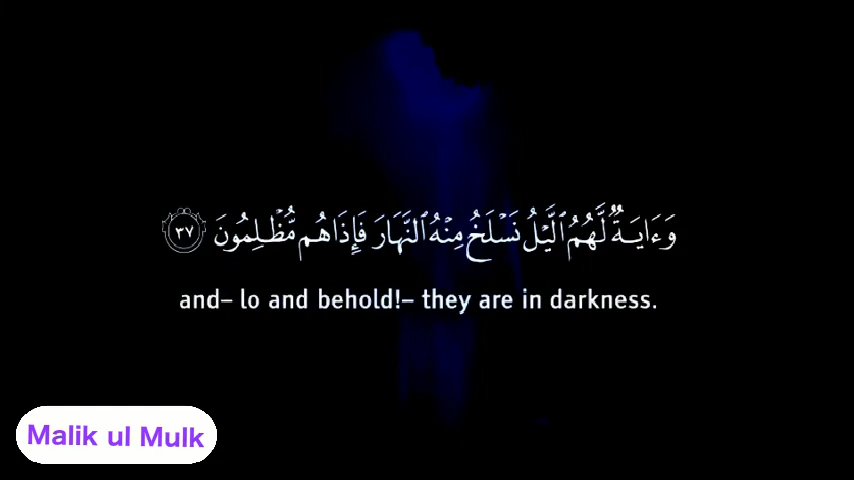 وَءَايَةٌ لَّهُمُ ٱلَّيْلُ نَسْلَخُ مِنْهُ ٱلنَّهَارَ فَإِذَا هُم مُّظْلِمُونَ ٣٧
and– lo and behold!– they are in darkness.
Malik ul Mulk